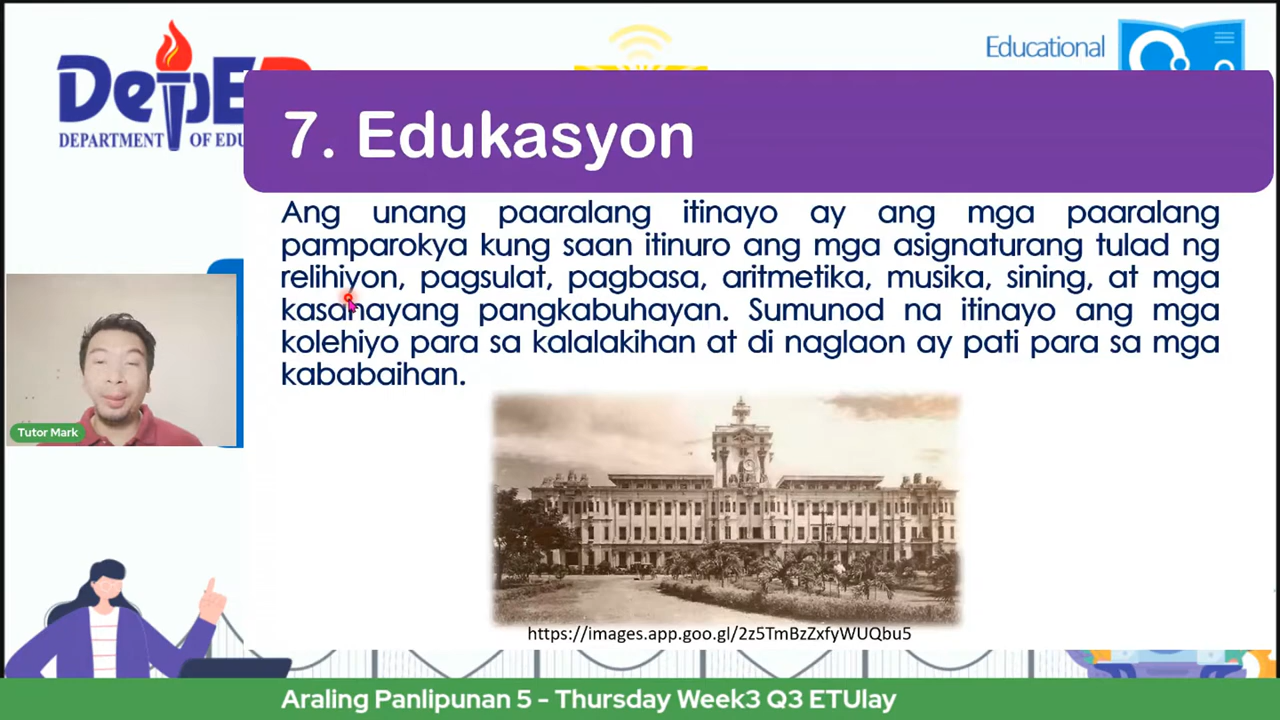 DepE
DEPARTMENT OF EDU
Educational
7. Edukasyon
Ang unang paaralang itinayo ay ang mga paaralang
pamparokya kung saan itinuro ang mga asignaturang tulad ng
relihiyon, pagsulat, pagbasa, aritmetika, musika, sining, at mga
kasanayang pangkabuhayan. Sumunod na itinayo ang mga
kolehiyo para sa kalalakihan at di naglaon ay pati para sa mga
kababaihan.
Tutor Mark
https://images.app.goo.gl/2z5TmBzZxfyWUQbu5
Araling Panlipunan 5 - Thursday Week3 Q3 ETUlay